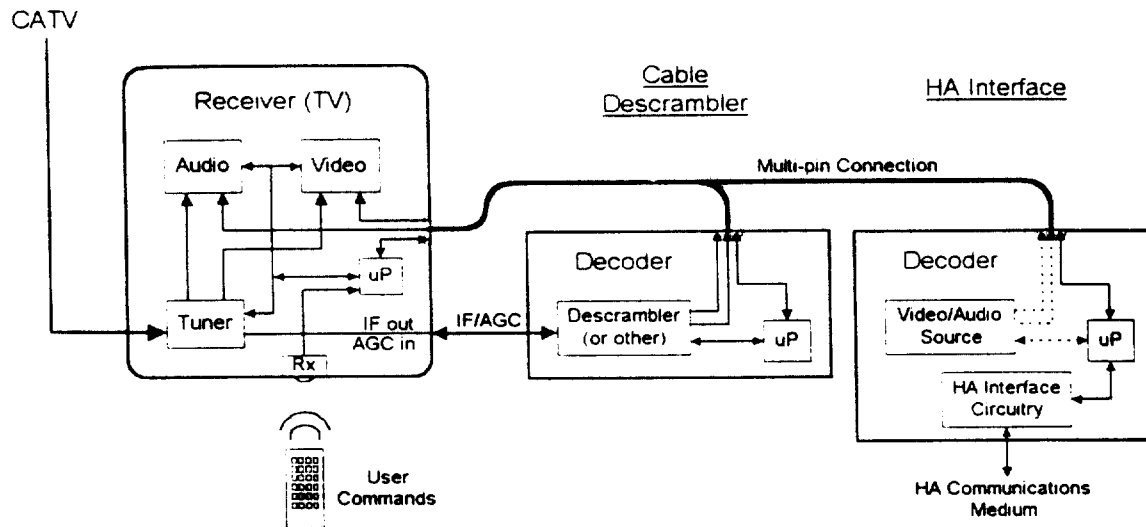 CATV
Receiver (TV)
Audio
Video
uP
Tuner
IF out
AGC in
Rx
IF/AGC
User
Commands
Cable
Descrambler
Multi-pin Connection
Decoder
Descrambler
(or other)
uP
HA Interface
Decoder
Video/Audio
Source
uP
HA Interface
Circuitry
HA Communications
Medium